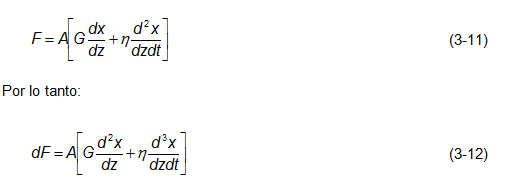 F = A[G dx/dz + η d²x/dzdt] (3-11)
Por lo tanto:
dF = A[G d²x/dz + η d³x/dzdt] (3-12)